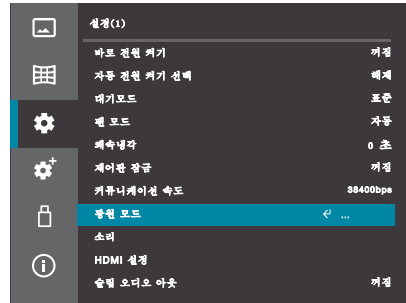 설정(1)
바로 전원 켜기 꺼짐
자동 전원 켜기 선택 해제
대기모드 표준
팬 모드 자동
쾌속냉각 0 초
제어판 잠금 꺼짐
커뮤니케이션 속도 38400bps
광원 모드 ...
소리
HDMI 설정
슬립 오디오 아웃 꺼짐